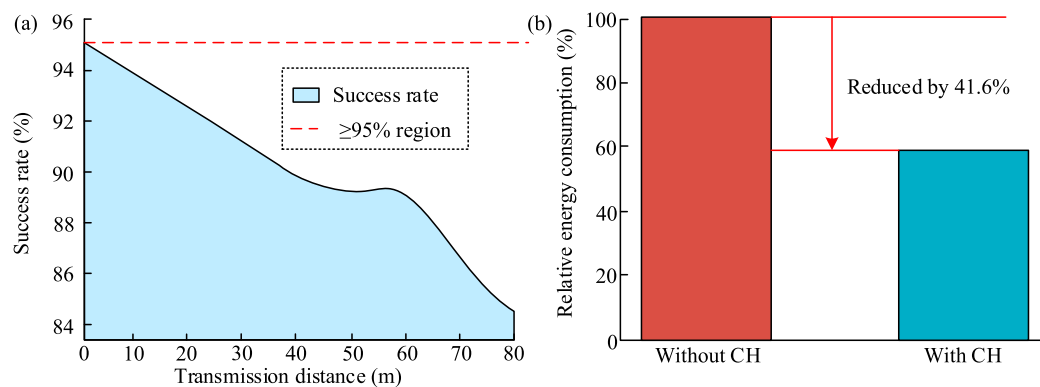 (a)
96
94
92
90
88
86
84
Success rate (%)
Success rate
≥95% region
0 10 20 30 40 50 60 70 80
Transmission distance (m)
(b)
100
80
60
40
20
0
Relative energy consumption (%)
Reduced by 41.6%
Without CH
With CH